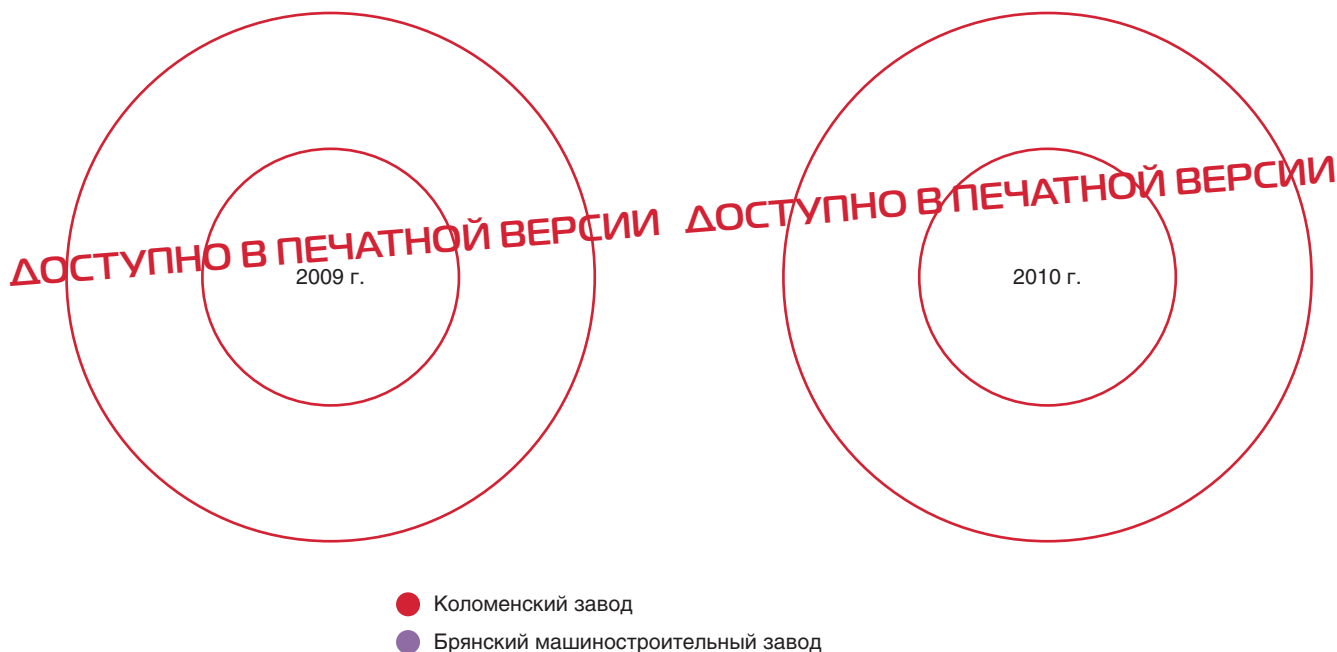 ДОСТУПНО В ПЕЧАТНОЙ ВЕРСИИ
ДОСТУПНО В ПЕЧАТНОЙ ВЕРСИИ
2009 г.
2010 г.
Коломенский завод
Брянский машиностроительный завод